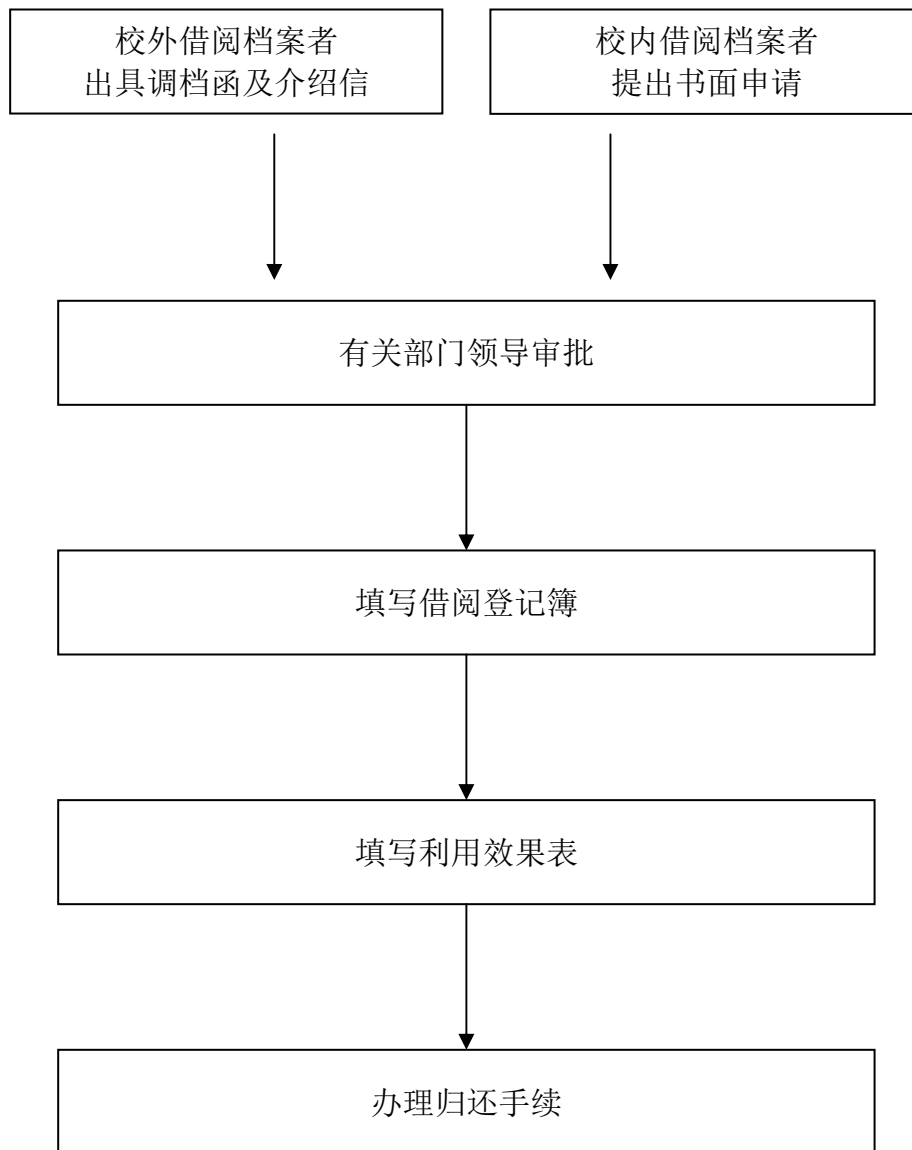 校外借阅档案者
出具调档函及介绍信
校内借阅档案者
提出书面申请
有关部门领导审批
填写借阅登记簿
填写利用效果表
办理归还手续